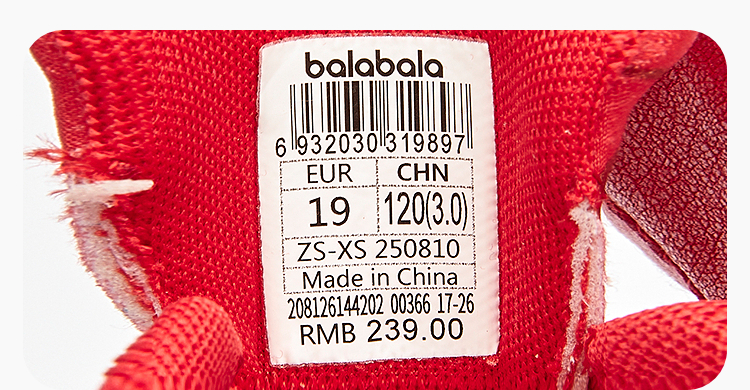 balabala
6 932030 319897
EUR CHN
19 120(3.0)
ZS-XS 250810
Made in China
208126144202 00366 17-26
RMB 239.00